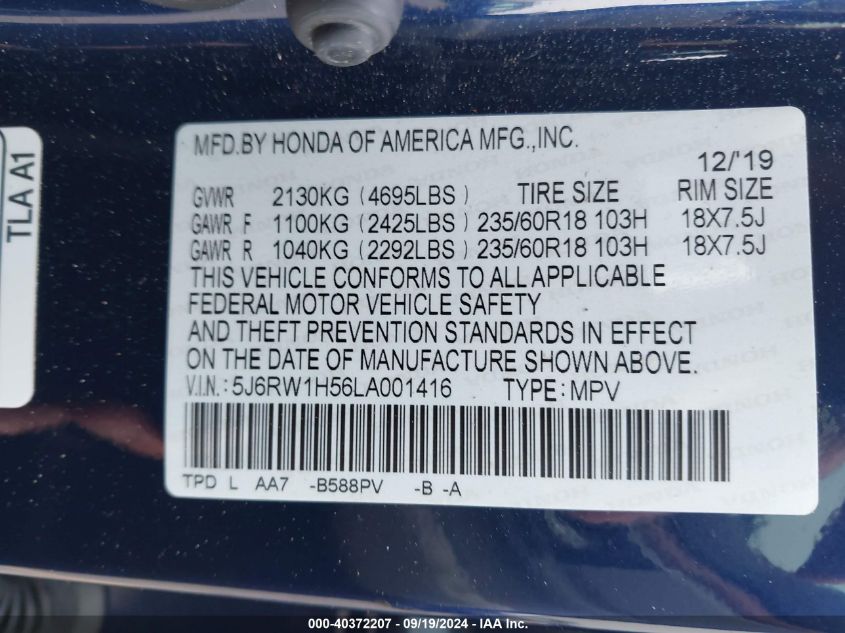 TLA A1
MFD.BY HONDA OF AMERICA MFG.,INC.
12/'19
GVWR 2130KG (4695LBS) TIRE SIZE RIM SIZE
GAWR F 1100KG (2425LBS) 235/60R18 103H 18X7.5J
GAWR R 1040KG (2292LBS) 235/60R18 103H 18X7.5J
THIS VEHICLE CONFORMS TO ALL APPLICABLE
FEDERAL MOTOR VEHICLE SAFETY
AND THEFT PREVENTION STANDARDS IN EFFECT
ON THE DATE OF MANUFACTURE SHOWN ABOVE.
V.I.N.:5J6RW1H56LA001416 TYPE:MPV
TPD L AA7 -B588PV -B -A
000-40372207 - 09/19/2024 - IAA Inc.